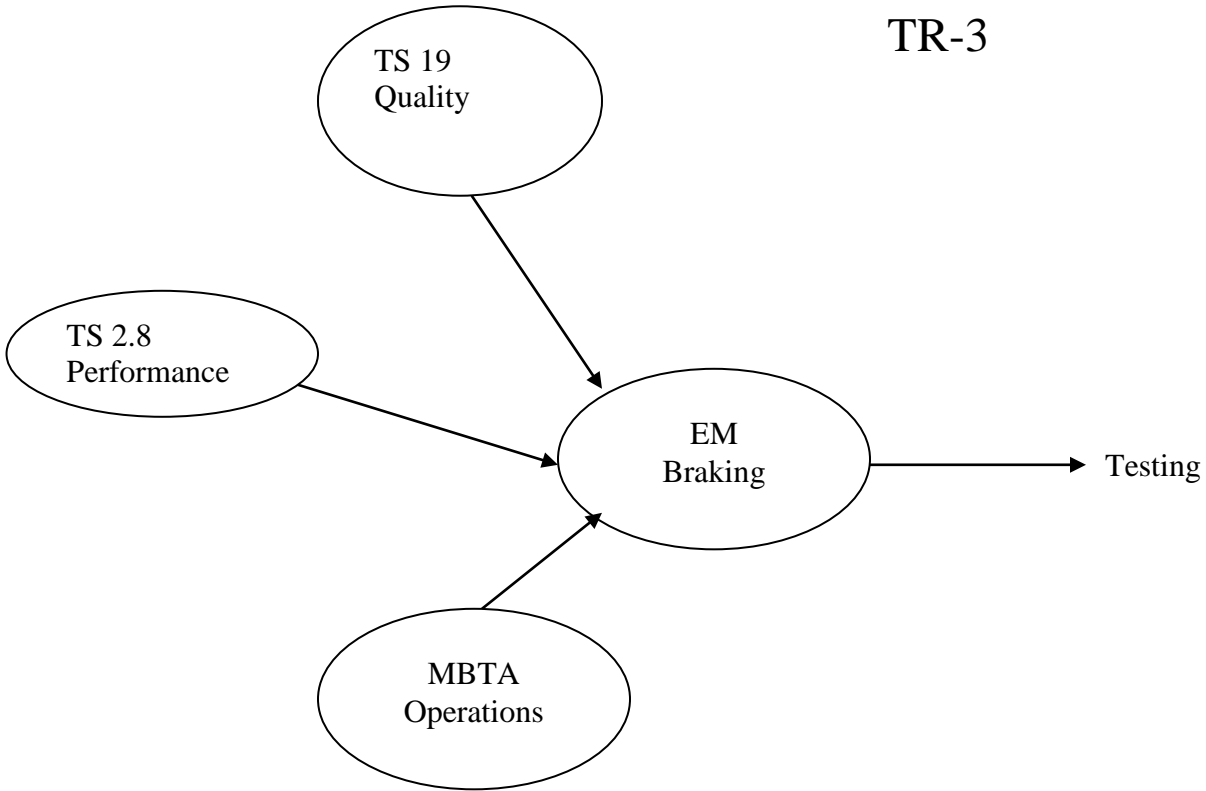 TR-3
TS 19
Quality
TS 2.8
Performance
EM
Braking
Testing
MBTA
Operations